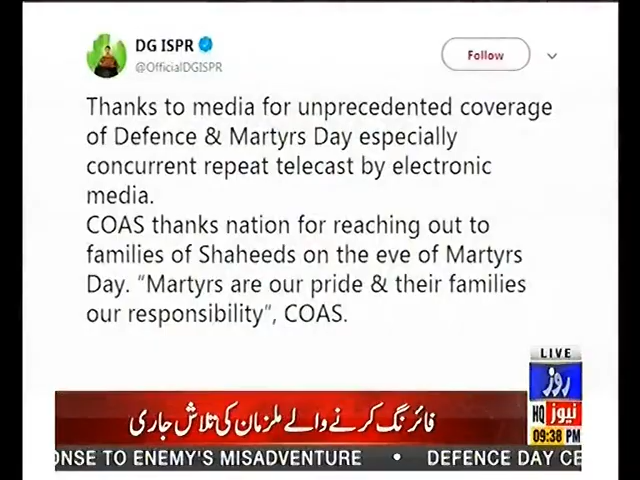 DG ISPR
@OfficialDGISPR
Follow
Thanks to media for unprecedented coverage
of Defence & Martyrs Day especially
concurrent repeat telecast by electronic
media.
COAS thanks nation for reaching out to
families of Shaheeds on the eve of Martyrs
Day. "Martyrs are our pride & their families
our responsibility", COAS.
LIVE
روز
HQ نیوز
09:38 PM
فائرنگ کرنے والے ملزمان کی تلاش جاری
ONSE TO ENEMY'S MISADVENTURE • DEFENCE DAY CE